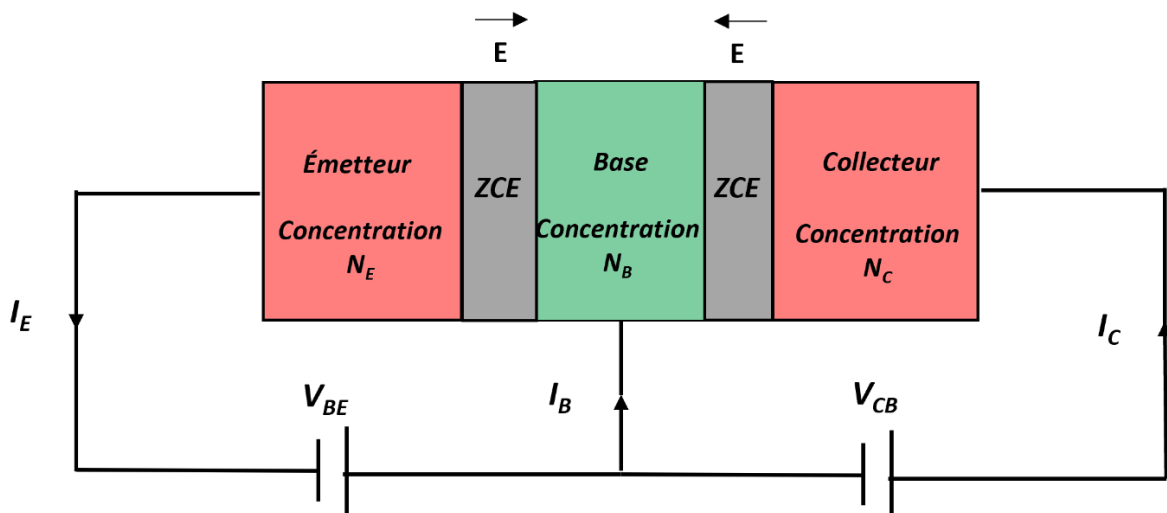 E
E
Émetteur
Concentration
N_E
ZCE
Base
Concentration
N_B
ZCE
Collecteur
Concentration
N_C
I_E
V_BE
I_B
V_CB
I_C